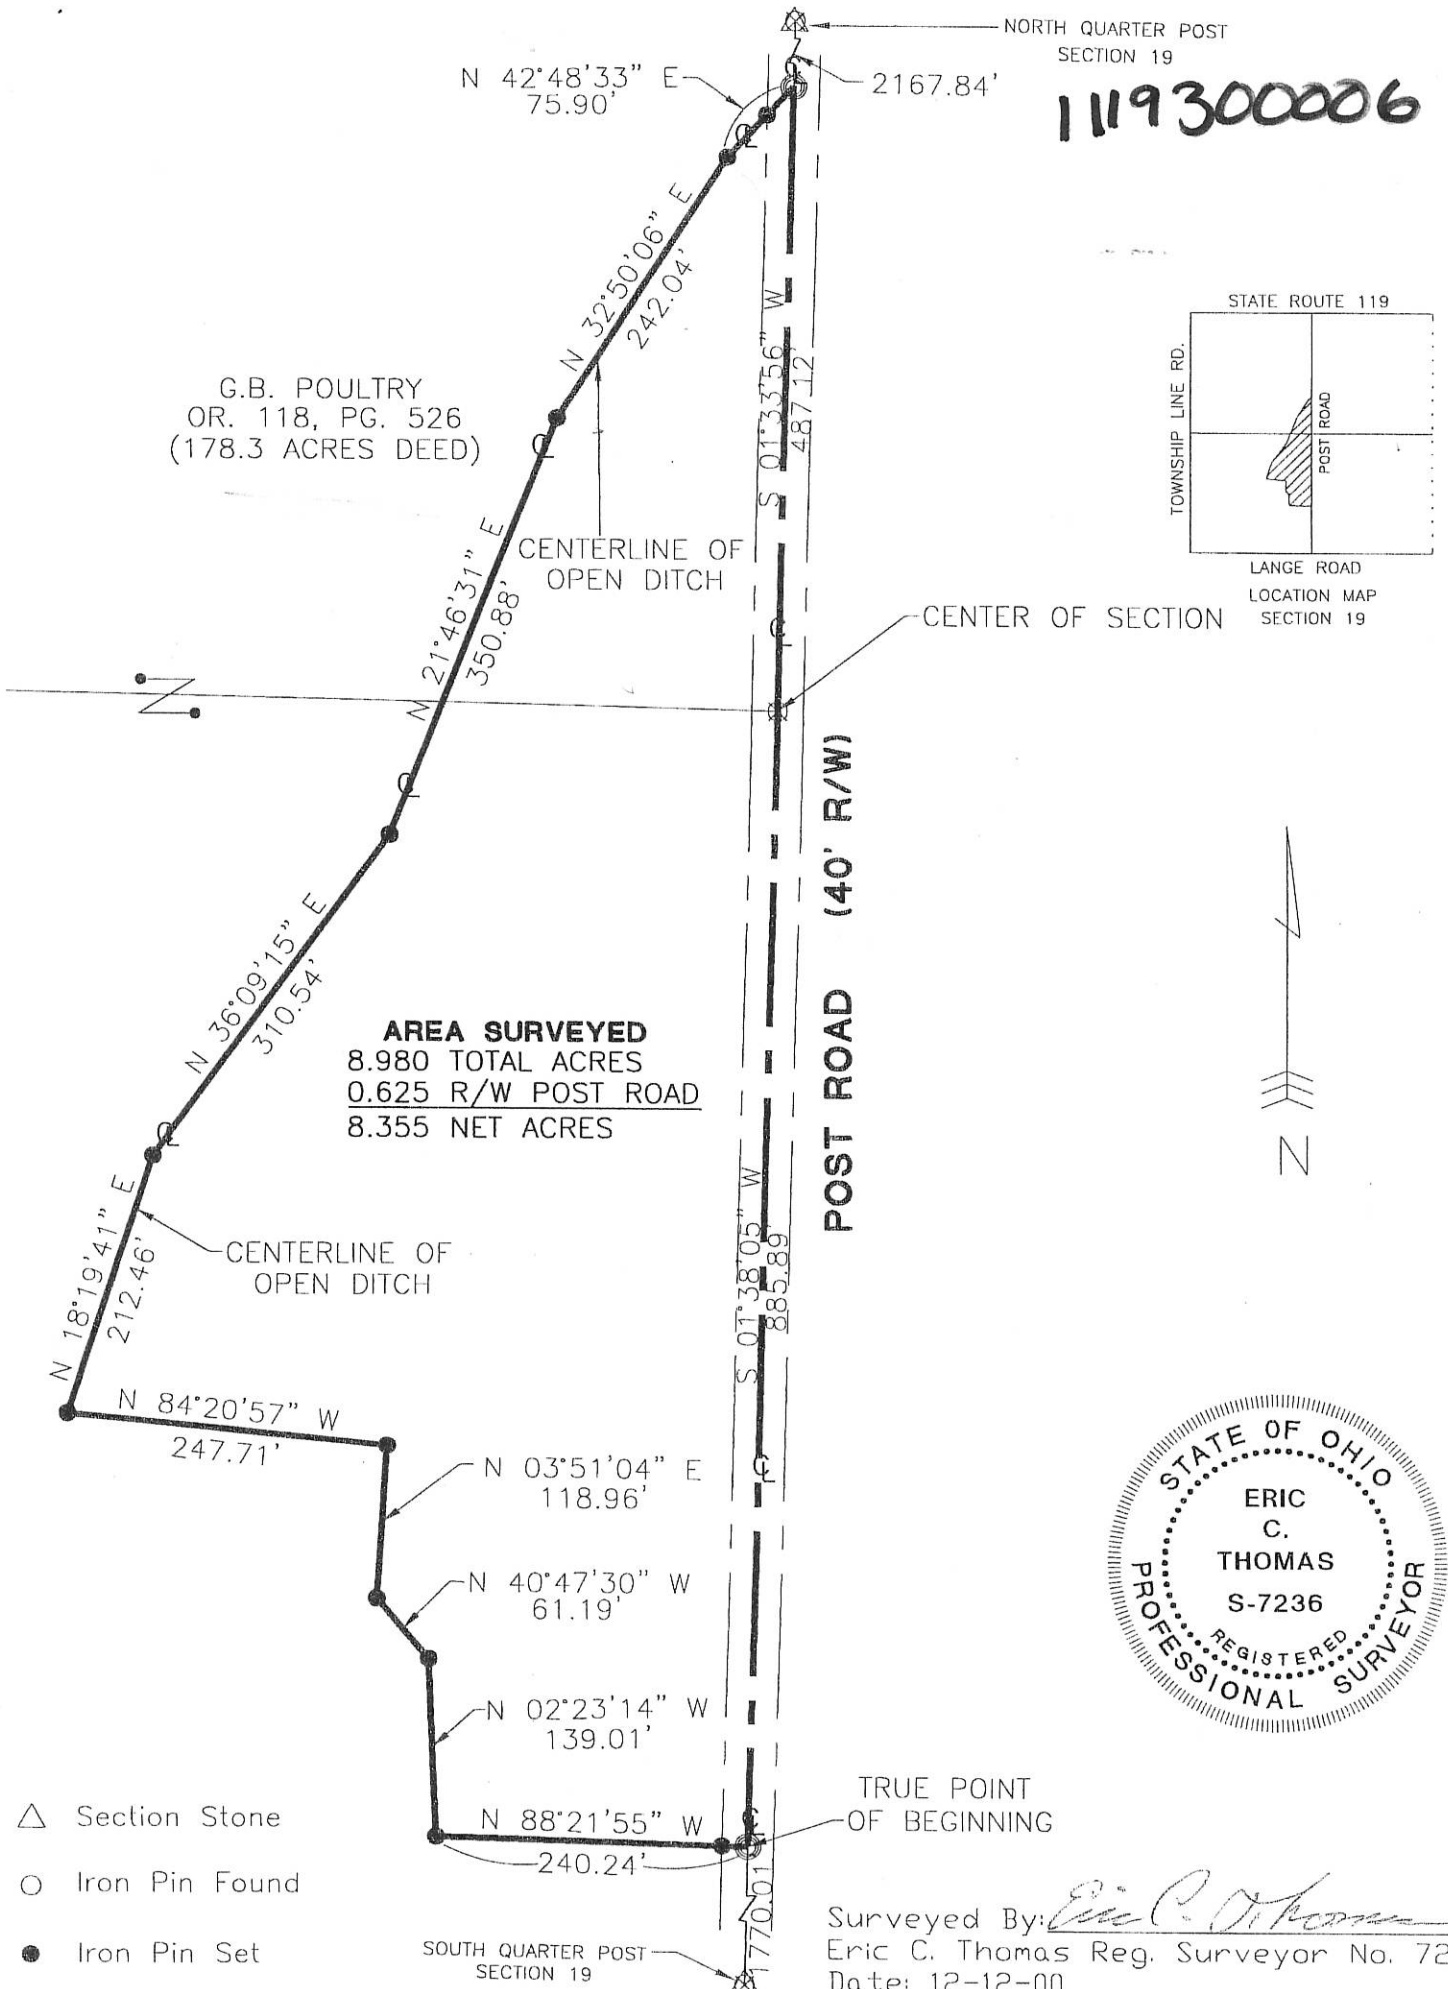 NORTH QUARTER POST
SECTION 19
N 42°48'33" E
75.90'
2167.84'
1119300006
N 32°50'06" E
242.04'
S 01°33'56" W
487.12
STATE ROUTE 119
TOWNSHIP LINE RD.
POST ROAD
LANGE ROAD
LOCATION MAP
SECTION 19
G.B. POULTRY
OR. 118, PG. 526
(178.3 ACRES DEED)
CENTERLINE OF
OPEN DITCH
N 21°46'31" E
350.88'
CENTER OF SECTION
POST ROAD (40' R/W)
N 36°09'15" E
310.54'
AREA SURVEYED
8.980 TOTAL ACRES
0.625 R/W POST ROAD
8.355 NET ACRES
N
N 18°19'41" E
212.46'
CENTERLINE OF
OPEN DITCH
S 01°38'05" W
885.89'
N 84°20'57" W
247.71'
N 03°51'04" E
118.96'
N 40°47'30" W
61.19'
N 02°23'14" W
139.01'
STATE OF OHIO
ERIC
C.
THOMAS
S-7236
REGISTERED
PROFESSIONAL SURVEYOR
TRUE POINT
OF BEGINNING
N 88°21'55" W
240.24'
1770.01
Section Stone
Iron Pin Found
Iron Pin Set
SOUTH QUARTER POST
SECTION 19
Surveyed By: Eric C. Thomas
Eric C. Thomas Reg. Surveyor No. 72
Date: 12-12-00